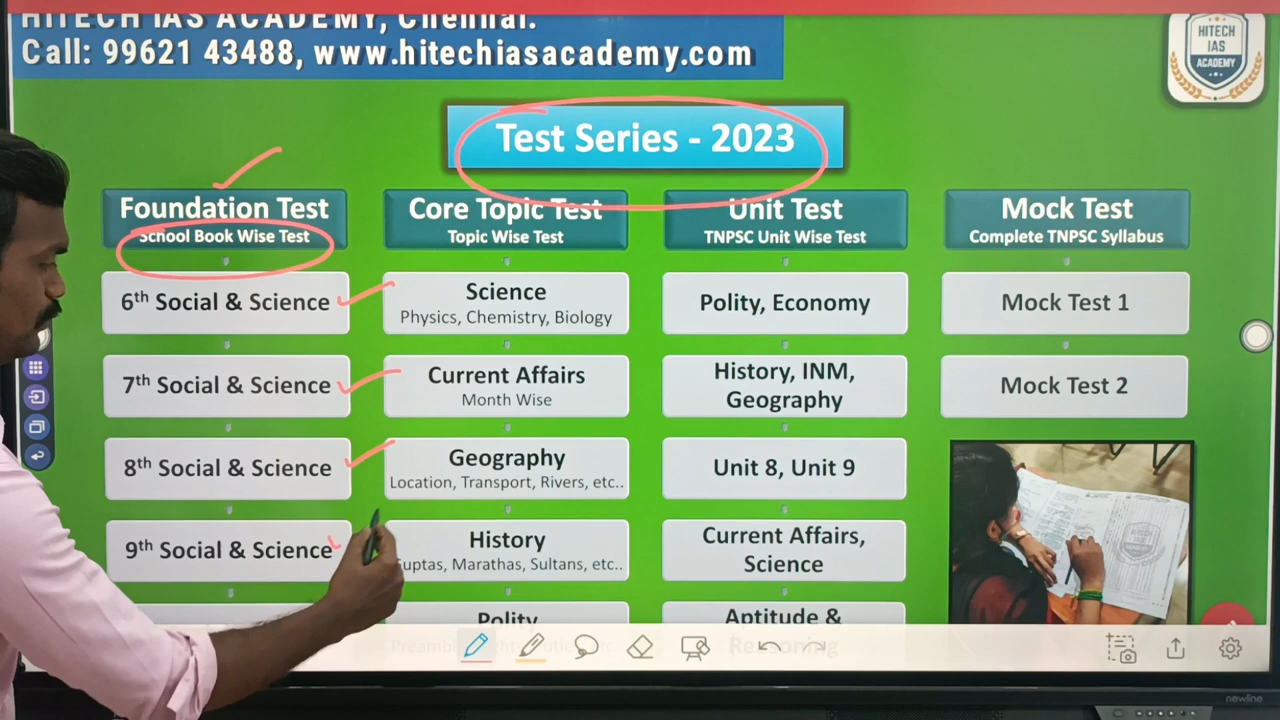 HITECH IAS ACADEMY, Chennai.
Call: 99621 43488, www.hitechiasacademy.com
HITECH
IAS
ACADEMY
Test Series - 2023
Foundation Test
School Book Wise Test
6th Social & Science
7th Social & Science
8th Social & Science
9th Social & Science
Core Topic Test
Topic Wise Test
Science
Physics, Chemistry, Biology
Current Affairs
Month Wise
Geography
Location, Transport, Rivers, etc..
History
Guptas, Marathas, Sultans, etc..
Polity
Unit Test
TNPSC Unit Wise Test
Polity, Economy
History, INM,
Geography
Unit 8, Unit 9
Current Affairs,
Science
Aptitude &
Reasoning
Mock Test
Complete TNPSC Syllabus
Mock Test 1
Mock Test 2
newline